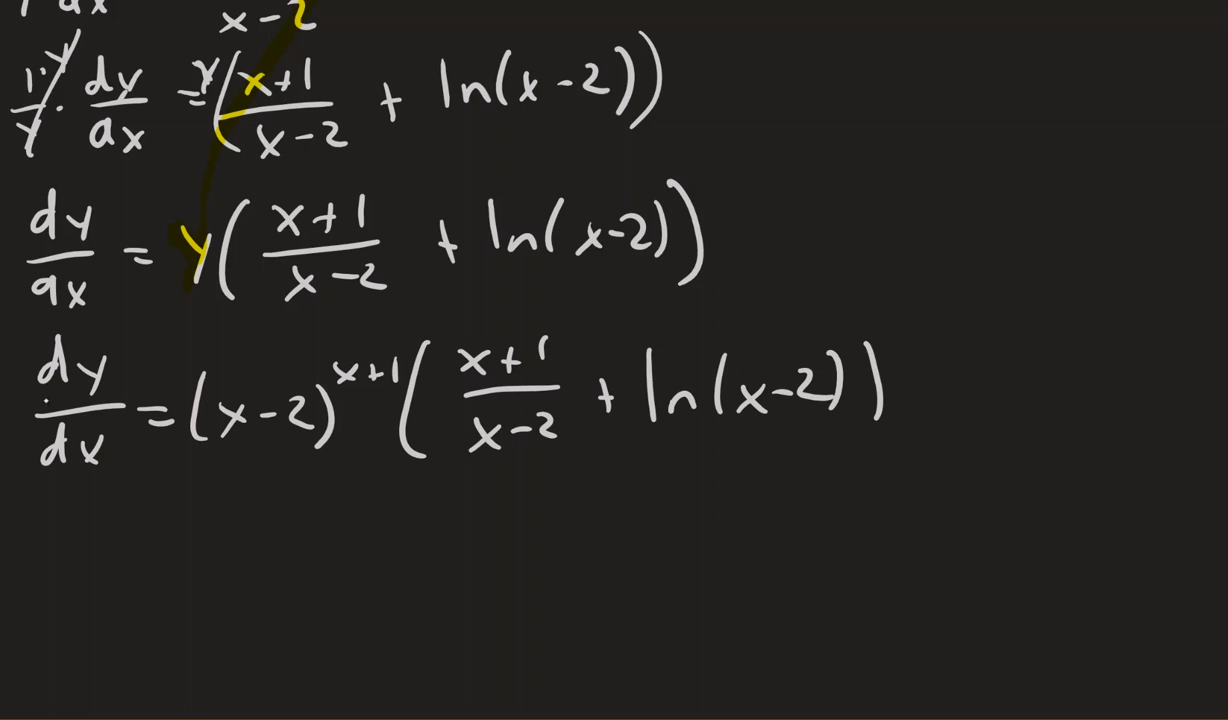 x-2
1/y · dy/dx = y((x+1)/(x-2) + ln(x-2))
dy/dx = y((x+1)/(x-2) + ln(x-2))
dy/dx = (x-2)^(x+1) ((x+1)/(x-2) + ln(x-2))